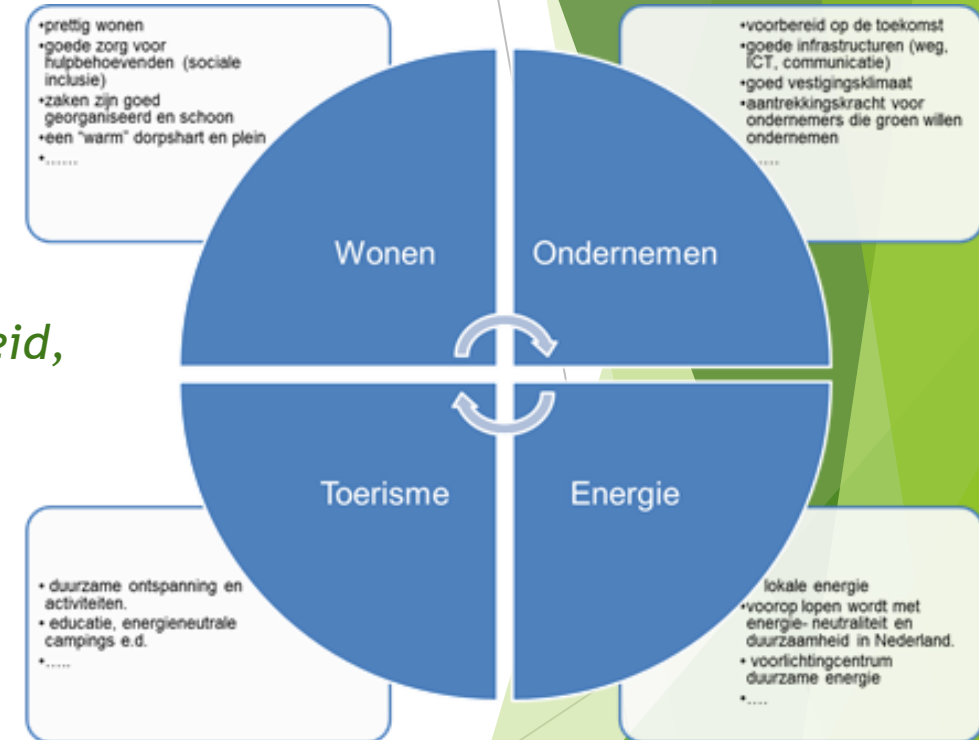 •prettig wonen
•goede zorg voor
hulpbehoevenden (sociale
inclusie)
•zaken zijn goed
georganiseerd en schoon
•een “warm” dorpshart en plein
•......
•voorbereid op de toekomst
•goede infrastructuren (weg,
ICT, communicatie)
•goed vestigingsklimaat
•aantrekkingskracht voor
ondernemers die groen willen
ondernemen
.....
Wonen
Ondernemen
eid,
Toerisme
Energie
• duurzame ontspanning en
activiteiten.
• educatie, energieneutrale
campings e.d.
•.....
lokale energie
•voorop lopen wordt met
energie- neutraliteit en
duurzaamheid in Nederland.
• voorlichtingcentrum
duurzame energie
•....